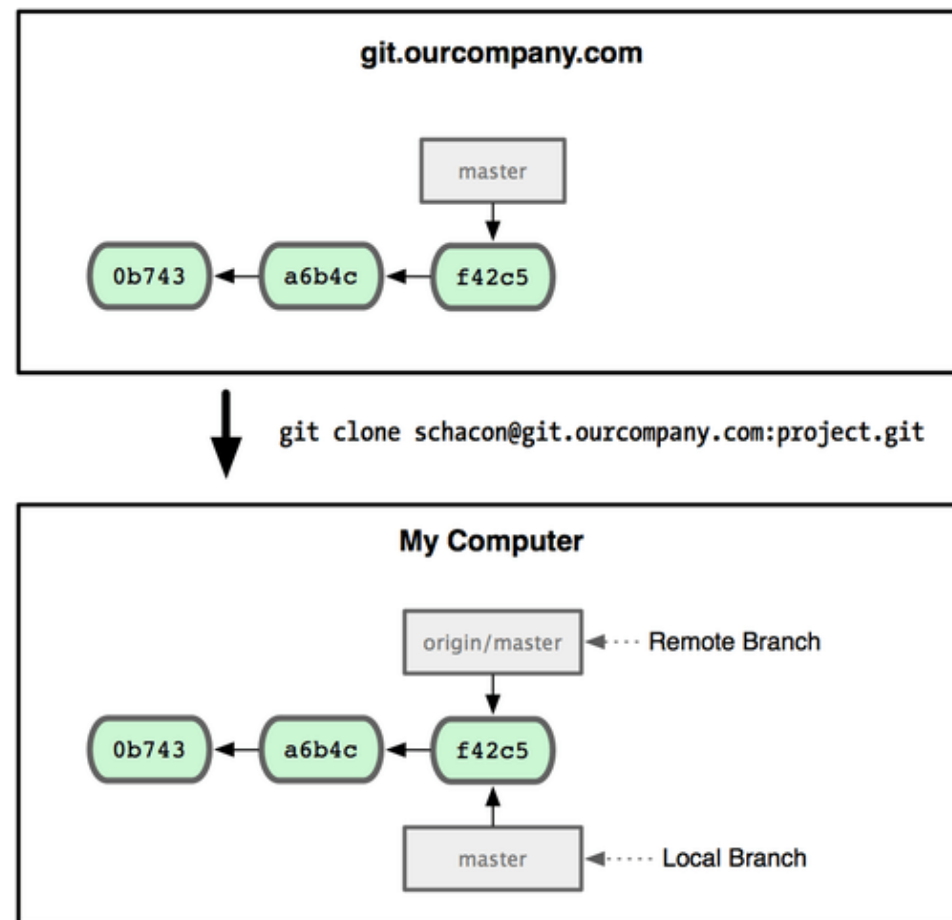 git.ourcompany.com
master
0b743
a6b4c
f42c5
git clone schacon@git.ourcompany.com:project.git
My Computer
origin/master
Remote Branch
0b743
a6b4c
f42c5
master
Local Branch